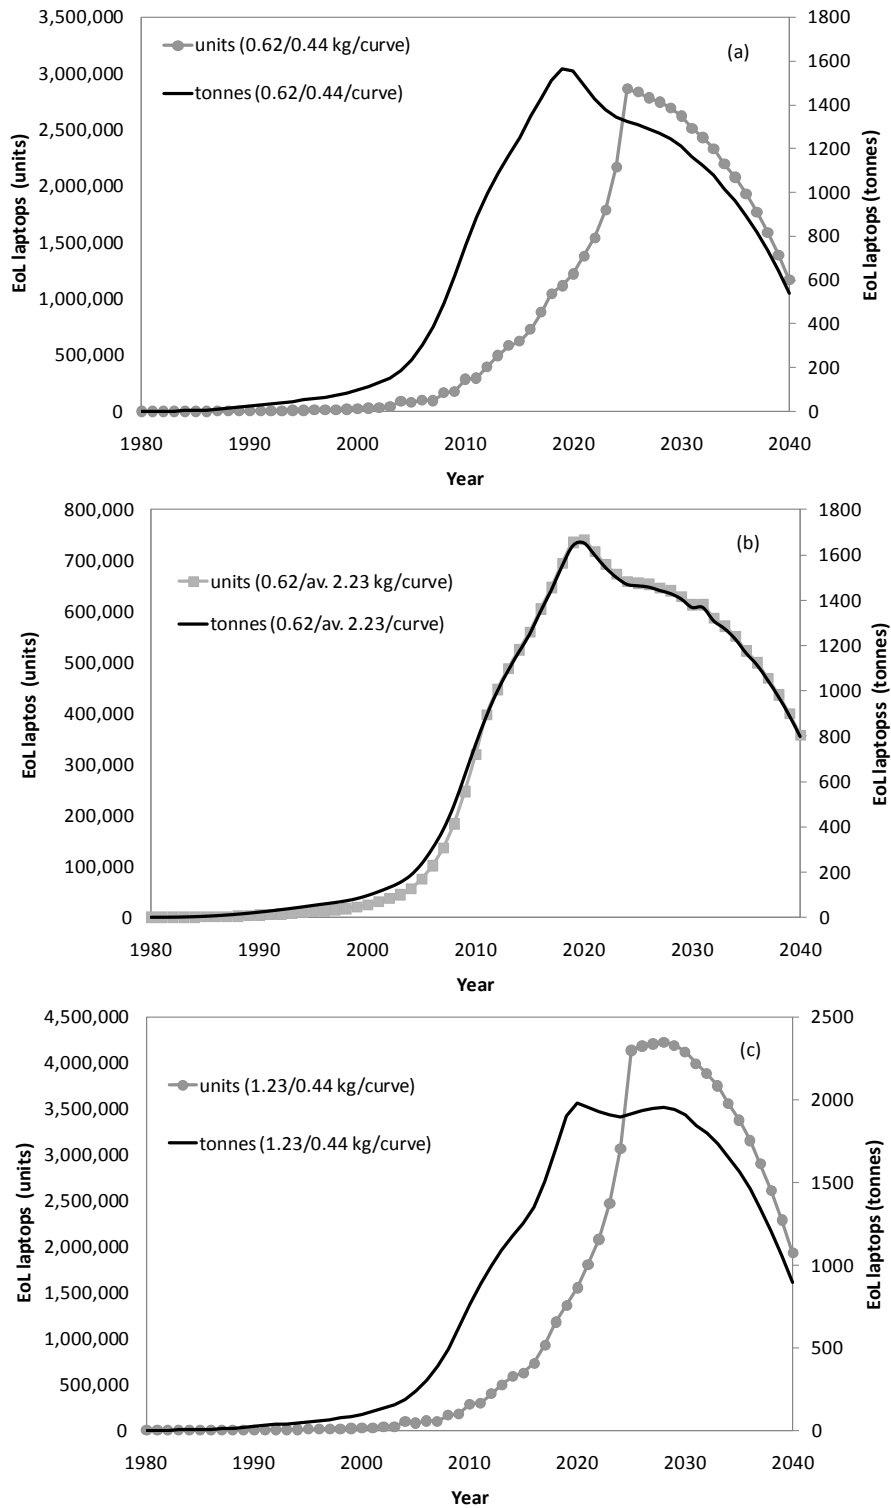 3,500,000
3,000,000
2,500,000
2,000,000
1,500,000
1,000,000
500,000
0
EoL laptops (units)
units (0.62/0.44 kg/curve)
tonnes (0.62/0.44/curve)
(a)
1800
1600
1400
1200
1000
800
600
400
200
0
EoL laptops (tonnes)
1980 1990 2000 2010 2020 2030 2040
Year
800,000
700,000
600,000
500,000
400,000
300,000
200,000
100,000
0
EoL laptos (units)
units (0.62/av. 2.23 kg/curve)
tonnes (0.62/av. 2.23/curve)
(b)
1800
1600
1400
1200
1000
800
600
400
200
0
EoL laptopss (tonnes)
1980 1990 2000 2010 2020 2030 2040
Year
4,500,000
4,000,000
3,500,000
3,000,000
2,500,000
2,000,000
1,500,000
1,000,000
500,000
0
EoL laptops (units)
units (1.23/0.44 kg/curve)
tonnes (1.23/0.44 kg/curve)
(c)
2500
2000
1500
1000
500
0
EoL laptops (tonnes)
1980 1990 2000 2010 2020 2030 2040
Year